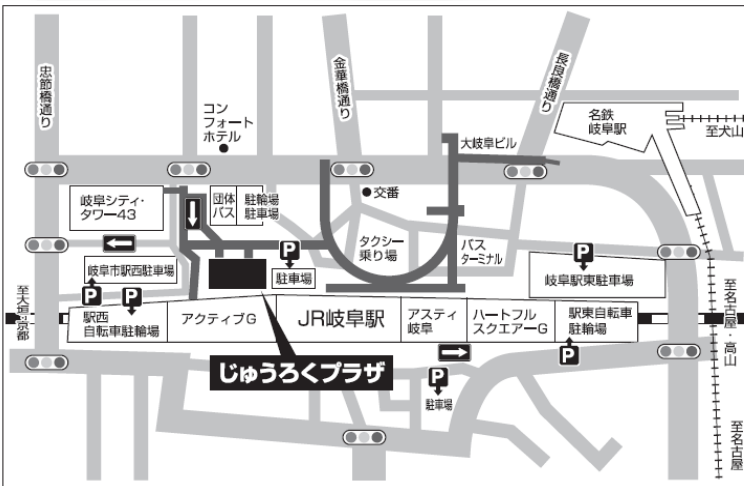 忠節橋通り
金華橋通り
長良橋通り
コン
フォート
ホテル
大岐阜ビル
名鉄
岐阜駅
至犬山
岐阜シティ・
タワー43
団体
バス
駐輪場
駐車場
交番
タクシー
乗り場
バス
ターミナル
P
P
岐阜市駅西駐車場
駐車場
岐阜駅東駐車場
P
P
至大垣・京都
駅西
自転車駐輪場
アクティブG
JR岐阜駅
アスティ
岐阜
ハートフル
スクエアーG
駅東自転車
駐輪場
至名古屋・高山
P
じゅうろくプラザ
P
駐車場
至名古屋